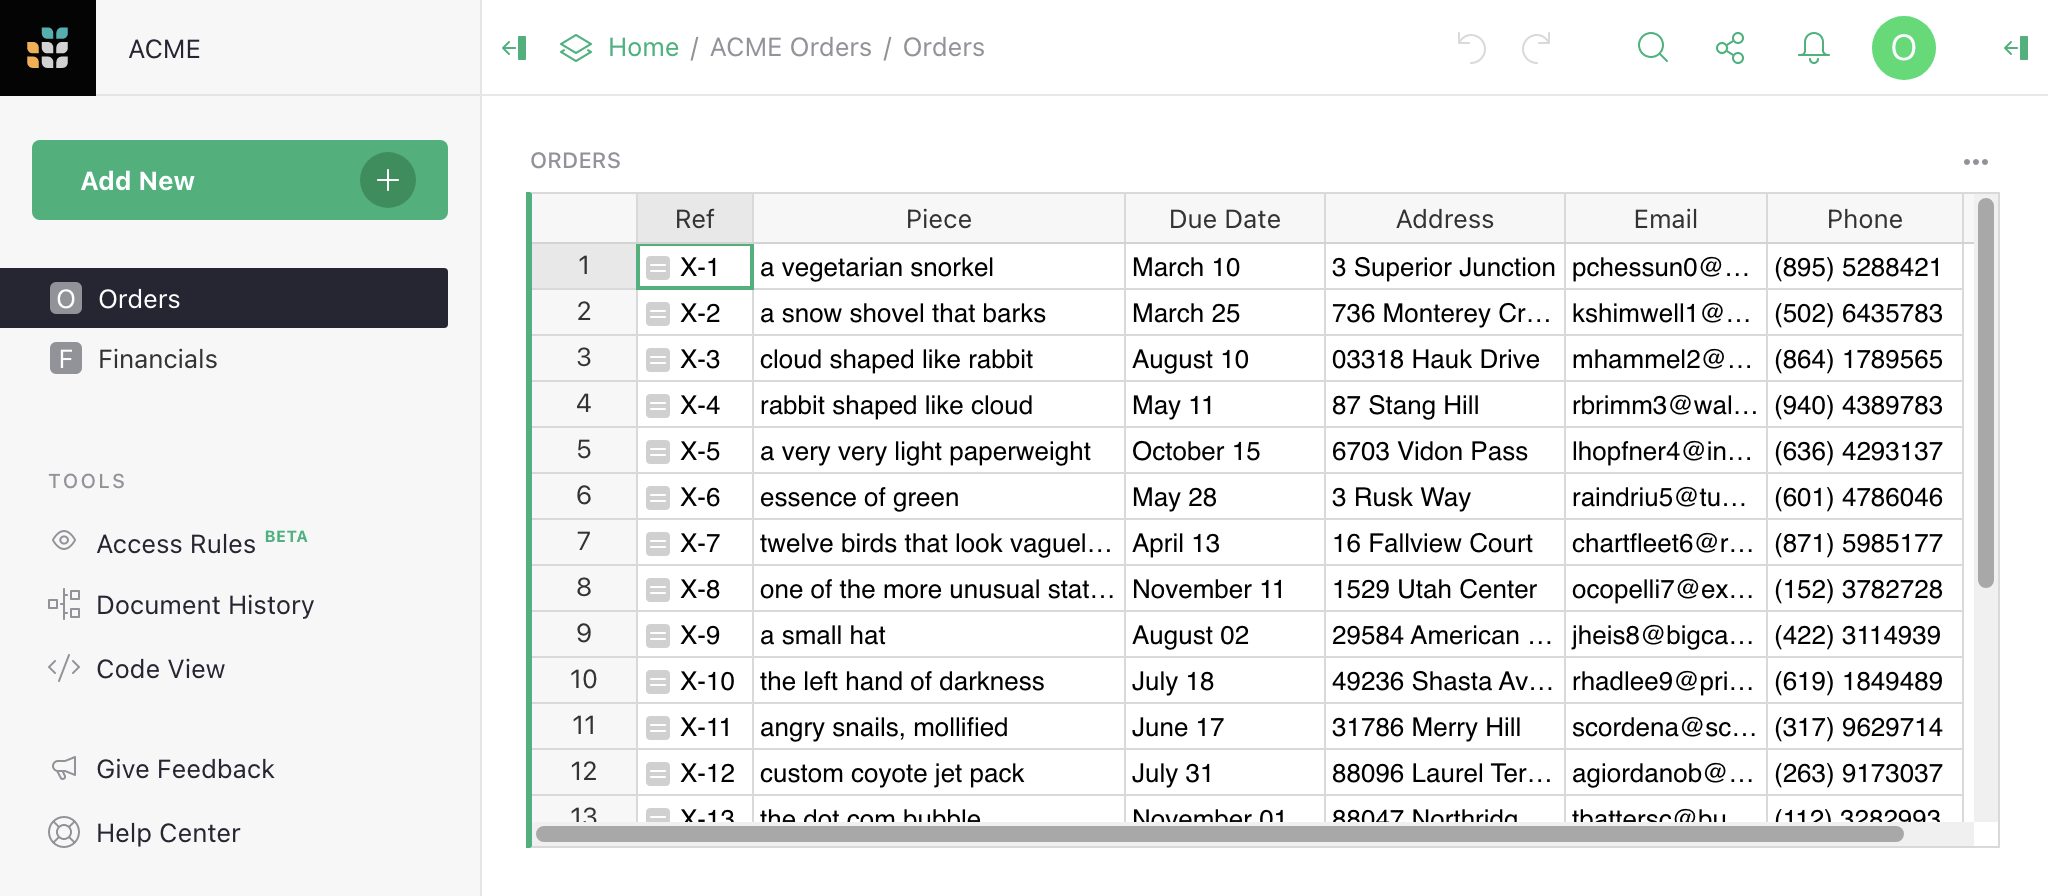 ACME
Home / ACME Orders / Orders
O
Add New
O Orders
F Financials
TOOLS
Access Rules BETA
Document History
Code View
Give Feedback
Help Center
ORDERS
Ref Piece Due Date Address Email Phone
1 X-1 a vegetarian snorkel March 10 3 Superior Junction pchessun0@… (895) 5288421
2 X-2 a snow shovel that barks March 25 736 Monterey Cr… kshimwell1@… (502) 6435783
3 X-3 cloud shaped like rabbit August 10 03318 Hauk Drive mhammel2@… (864) 1789565
4 X-4 rabbit shaped like cloud May 11 87 Stang Hill rbrimm3@wal… (940) 4389783
5 X-5 a very very light paperweight October 15 6703 Vidon Pass lhopfner4@in… (636) 4293137
6 X-6 essence of green May 28 3 Rusk Way raindriu5@tu… (601) 4786046
7 X-7 twelve birds that look vaguel… April 13 16 Fallview Court chartfleet6@r… (871) 5985177
8 X-8 one of the more unusual stat… November 11 1529 Utah Center ocopelli7@ex… (152) 3782728
9 X-9 a small hat August 02 29584 American … jheis8@bigca… (422) 3114939
10 X-10 the left hand of darkness July 18 49236 Shasta Av… rhadlee9@pri… (619) 1849489
11 X-11 angry snails, mollified June 17 31786 Merry Hill scordena@sc… (317) 9629714
12 X-12 custom coyote jet pack July 31 88096 Laurel Ter… agiordanob@… (263) 9173037
13 X-13 the dot com bubble November 01 88047 Northridg tbattersc@bu (112) 3282993